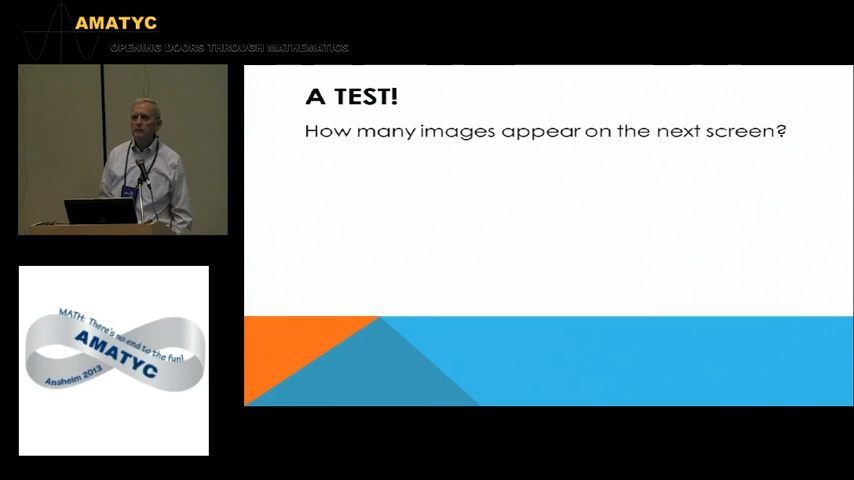 AMATYC
OPENING DOORS THROUGH MATHEMATICS
A TEST!
How many images appear on the next screen?
MATH: There's no end to the fun!
AMATYC
Anaheim 2013